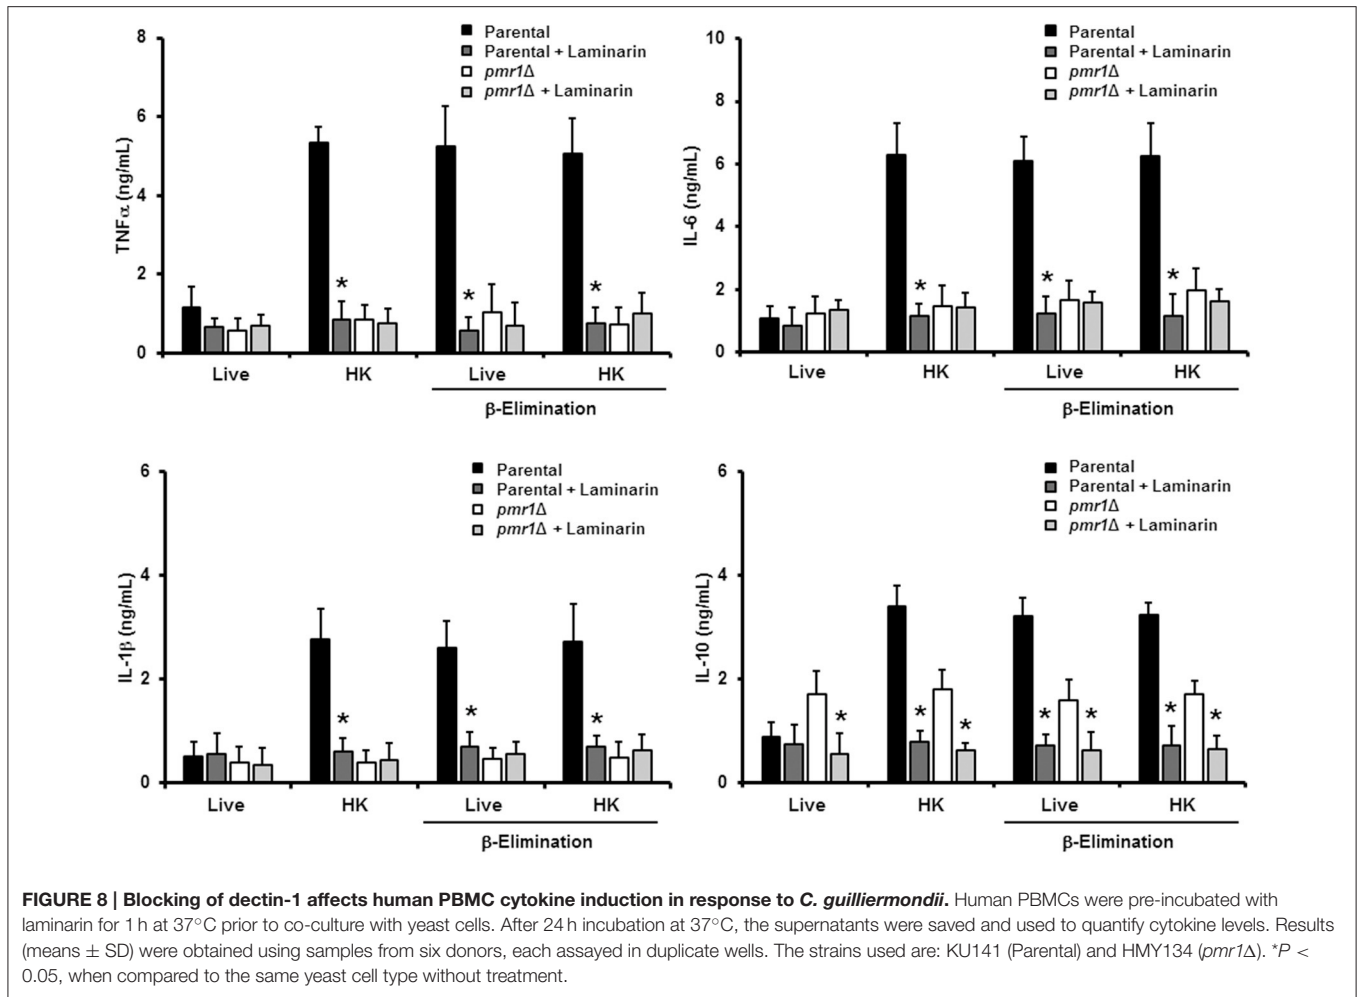 Parental
Parental + Laminarin
pmr1Δ
pmr1Δ + Laminarin
8
6
4
2
0
TNFα (ng/mL)
*
*
*
Live
HK
Live
HK
β-Elimination
Parental
Parental + Laminarin
pmr1Δ
pmr1Δ + Laminarin
10
8
6
4
2
0
IL-6 (ng/mL)
*
*
*
Live
HK
Live
HK
β-Elimination
Parental
Parental + Laminarin
pmr1Δ
pmr1Δ + Laminarin
6
4
2
0
IL-1β (ng/mL)
*
*
*
Live
HK
Live
HK
β-Elimination
Parental
Parental + Laminarin
pmr1Δ
pmr1Δ + Laminarin
6
4
2
0
IL-10 (ng/mL)
*
*
*
*
*
*
*
Live
HK
Live
HK
β-Elimination
FIGURE 8 | Blocking of dectin-1 affects human PBMC cytokine induction in response to C. guilliermondii. Human PBMCs were pre-incubated with
laminarin for 1 h at 37°C prior to co-culture with yeast cells. After 24 h incubation at 37°C, the supernatants were saved and used to quantify cytokine levels. Results
(means ± SD) were obtained using samples from six donors, each assayed in duplicate wells. The strains used are: KU141 (Parental) and HMY134 (pmr1Δ). *P <
0.05, when compared to the same yeast cell type without treatment.